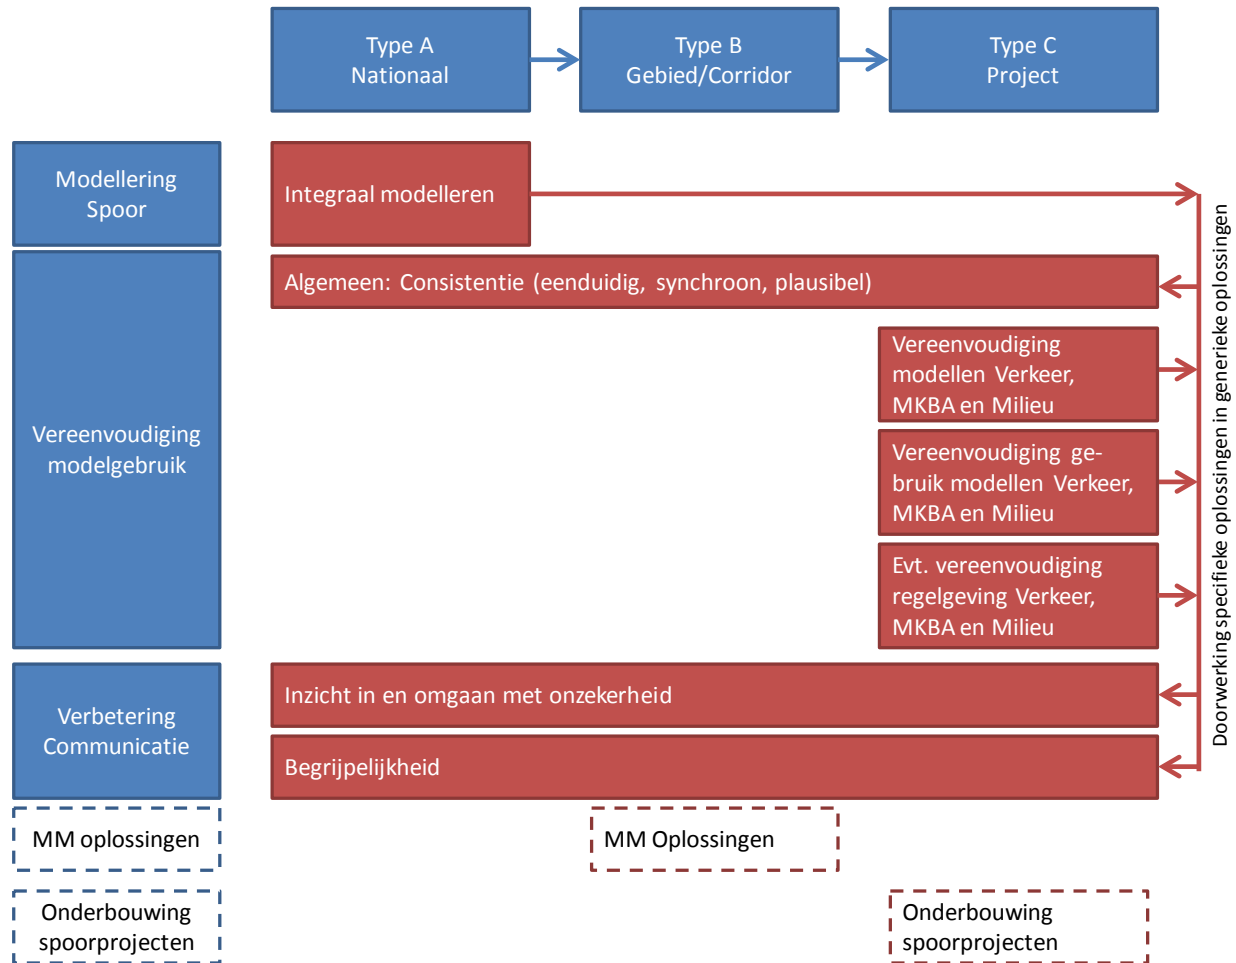 Type A
Nationaal
Type B
Gebied/Corridor
Type C
Project
Modellering
Spoor
Integraal modelleren
Vereenvoudiging
modelgebruik
Algemeen: Consistentie (eenduidig, synchroon, plausibel)
Vereenvoudiging
modellen Verkeer,
MKBA en Milieu
Vereenvoudiging ge-
bruik modellen Verkeer,
MKBA en Milieu
Evt. vereenvoudiging
regelgeving Verkeer,
MKBA en Milieu
Verbetering
Communicatie
Inzicht in en omgaan met onzekerheid
Begrijpelijkheid
Doorwerking specifieke oplossingen in generieke oplossingen
MM oplossingen
MM Oplossingen
Onderbouwing
spoorprojecten
Onderbouwing
spoorprojecten